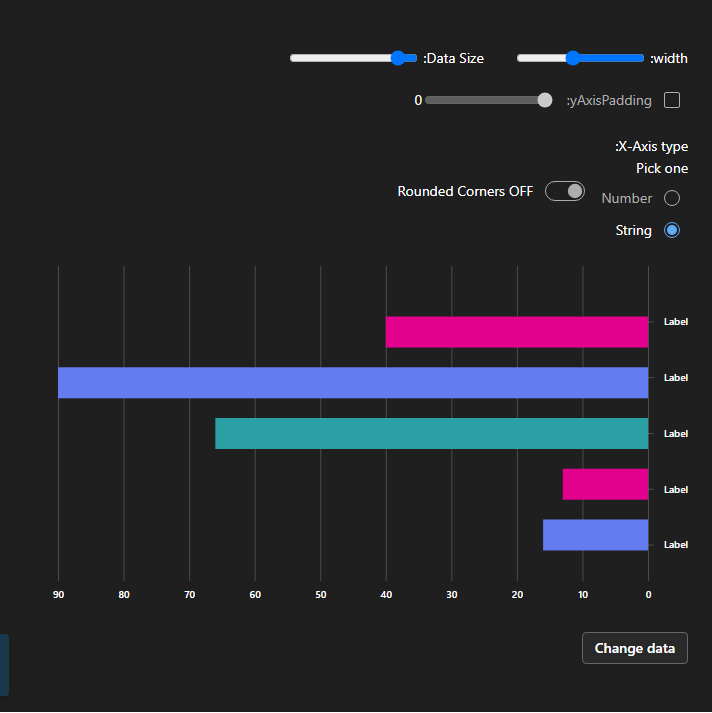 :width
:Data Size
:yAxisPadding
0
:X-Axis type
Pick one
Number
Rounded Corners OFF
String
Label
Label
Label
Label
Label
90 80 70 60 50 40 30 20 10 0
Change data